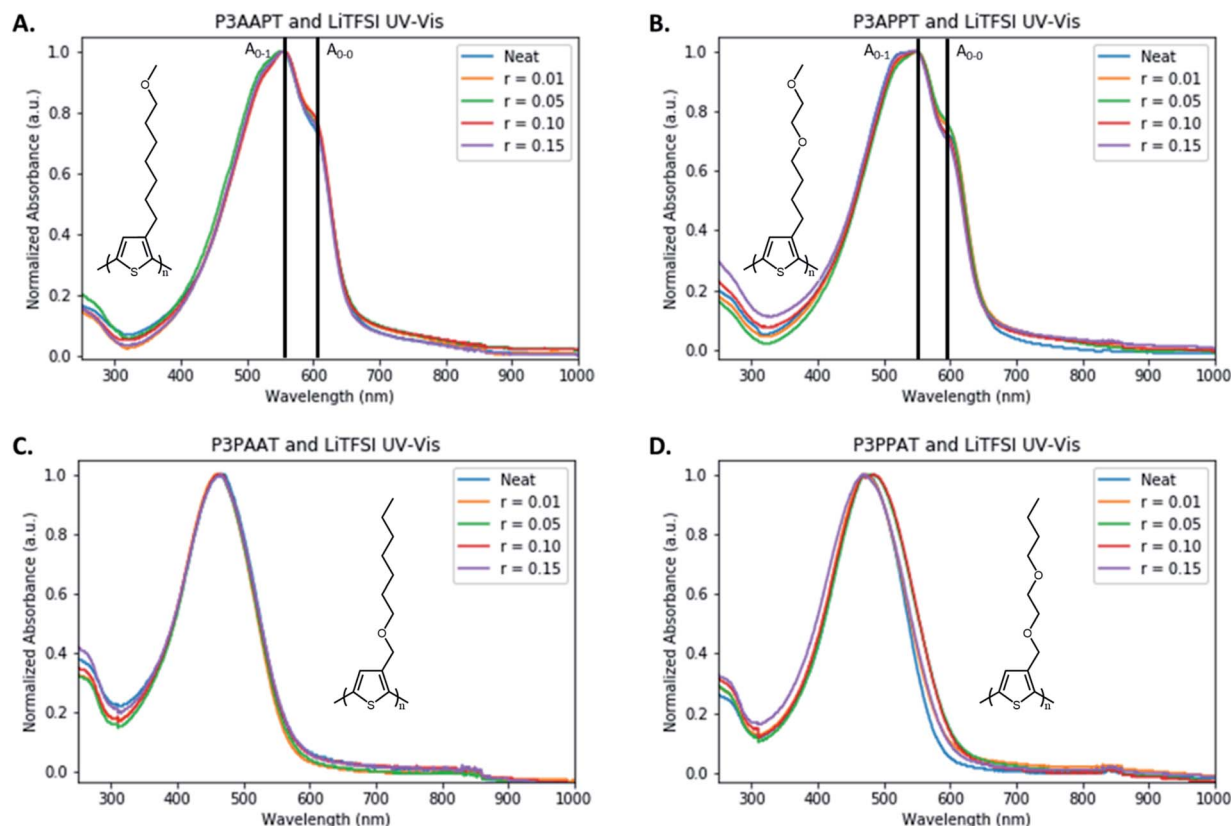 A.
P3AAPT and LiTFSI UV-Vis
A0-1
A0-0
Neat
r = 0.01
r = 0.05
r = 0.10
r = 0.15
O
S
n
Normalized Absorbance (a.u.)
1.0
0.8
0.6
0.4
0.2
0.0
300 400 500 600 700 800 900 1000
Wavelength (nm)
B.
P3APPT and LiTFSI UV-Vis
A0-1
A0-0
Neat
r = 0.01
r = 0.05
r = 0.10
r = 0.15
O
O
S
n
Normalized Absorbance (a.u.)
1.0
0.8
0.6
0.4
0.2
0.0
300 400 500 600 700 800 900 1000
Wavelength (nm)
C.
P3PAAT and LiTFSI UV-Vis
Neat
r = 0.01
r = 0.05
r = 0.10
r = 0.15
O
S
n
Normalized Absorbance (a.u.)
1.0
0.8
0.6
0.4
0.2
0.0
300 400 500 600 700 800 900 1000
Wavelength (nm)
D.
P3PPAT and LiTFSI UV-Vis
Neat
r = 0.01
r = 0.05
r = 0.10
r = 0.15
O
O
S
n
Normalized Absorbance (a.u.)
1.0
0.8
0.6
0.4
0.2
0.0
300 400 500 600 700 800 900 1000
Wavelength (nm)